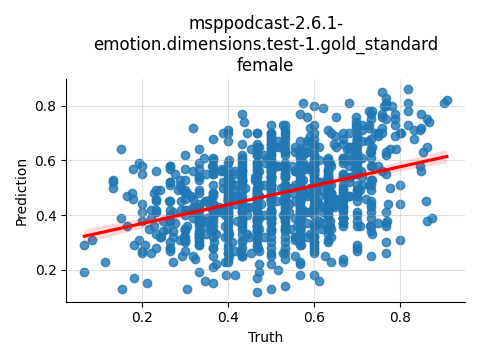 msppodcast-2.6.1-
emotion.dimensions.test-1.gold_standard
female
0.8
0.6
0.4
0.2
Prediction
0.2 0.4 0.6 0.8
Truth